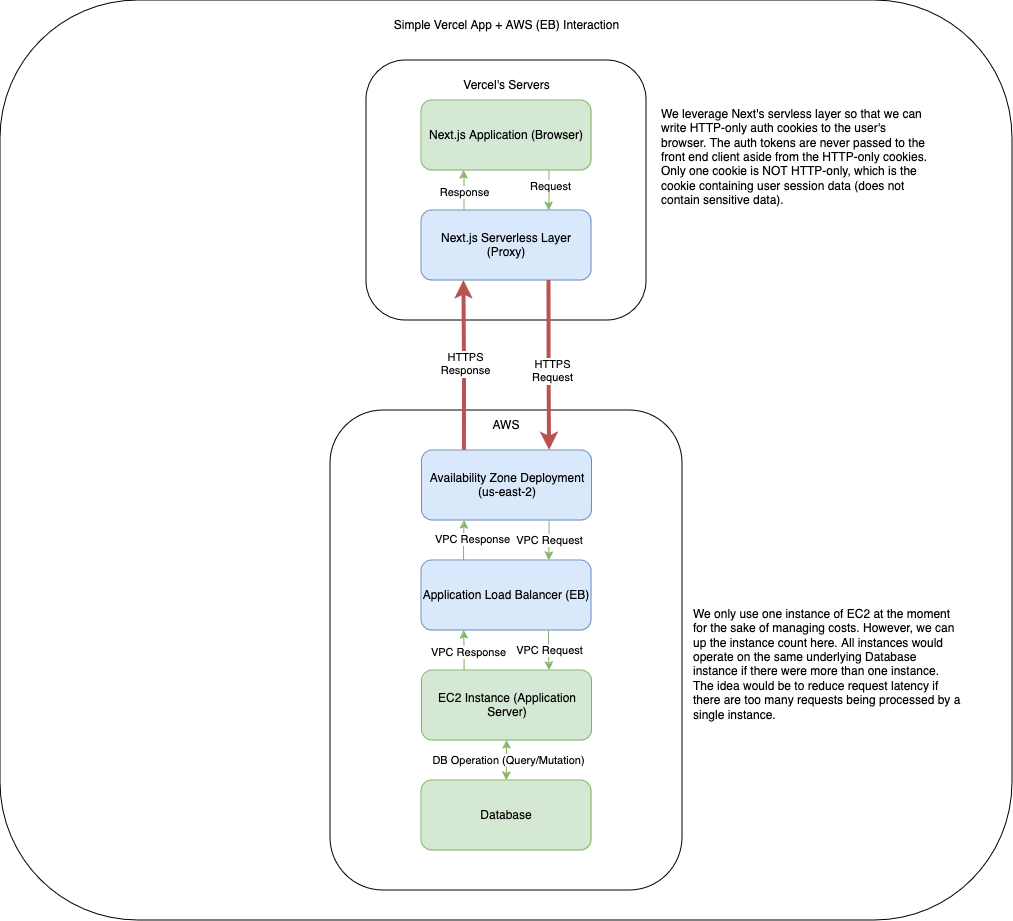 Simple Vercel App + AWS (EB) Interaction
Vercel's Servers
Next.js Application (Browser)
We leverage Next's servless layer so that we can
write HTTP-only auth cookies to the user's
browser. The auth tokens are never passed to the
front end client aside from the HTTP-only cookies.
Only one cookie is NOT HTTP-only, which is the
cookie containing user session data (does not
contain sensitive data).
Response
Request
Next.js Serverless Layer
(Proxy)
HTTPS
Response
HTTPS
Request
AWS
Availability Zone Deployment
(us-east-2)
VPC Response
VPC Request
Application Load Balancer (EB)
We only use one instance of EC2 at the moment
for the sake of managing costs. However, we can
up the instance count here. All instances would
operate on the same underlying Database
instance if there were more than one instance.
The idea would be to reduce request latency if
there are too many requests being processed by a
single instance.
VPC Response
VPC Request
EC2 Instance (Application
Server)
DB Operation (Query/Mutation)
Database